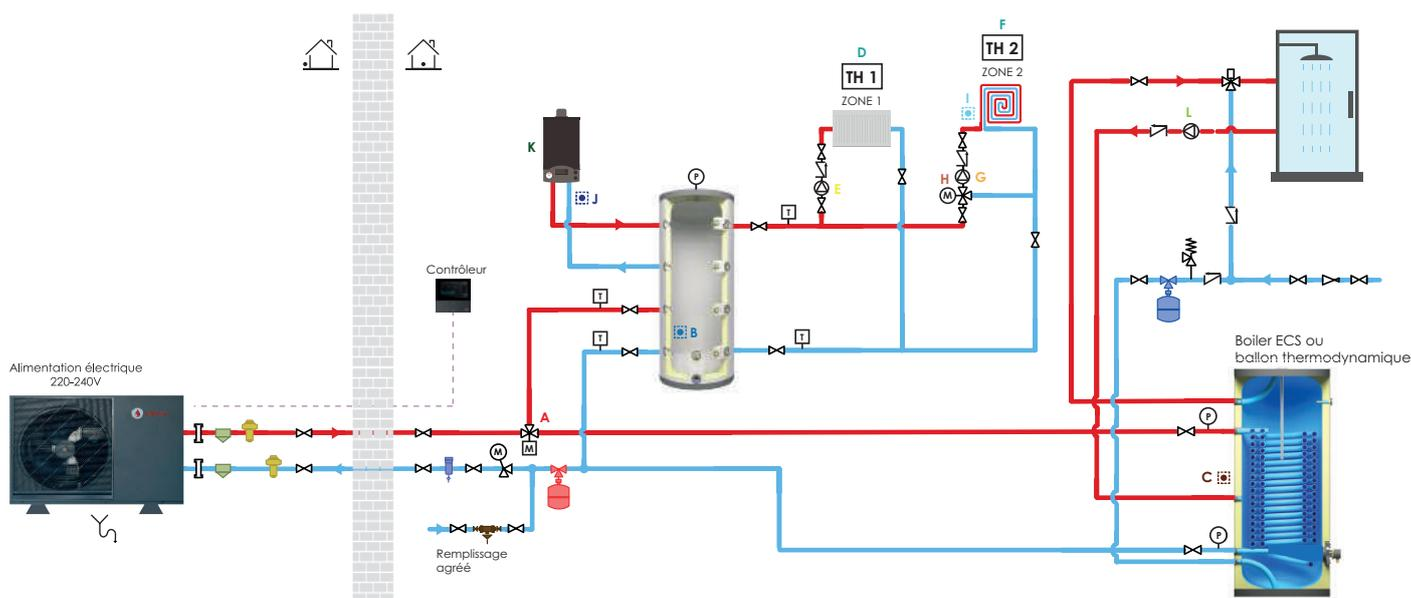 F
TH 2
ZONE 2
D
TH 1
ZONE 1
I
L
K
J
P
T
E
H
M
G
Contrôleur
T
B
T
T
Boiler ECS ou
ballon thermodynamique
Alimentation électrique
220-240V
A
M
M
P
C
P
Remplissage
agréé